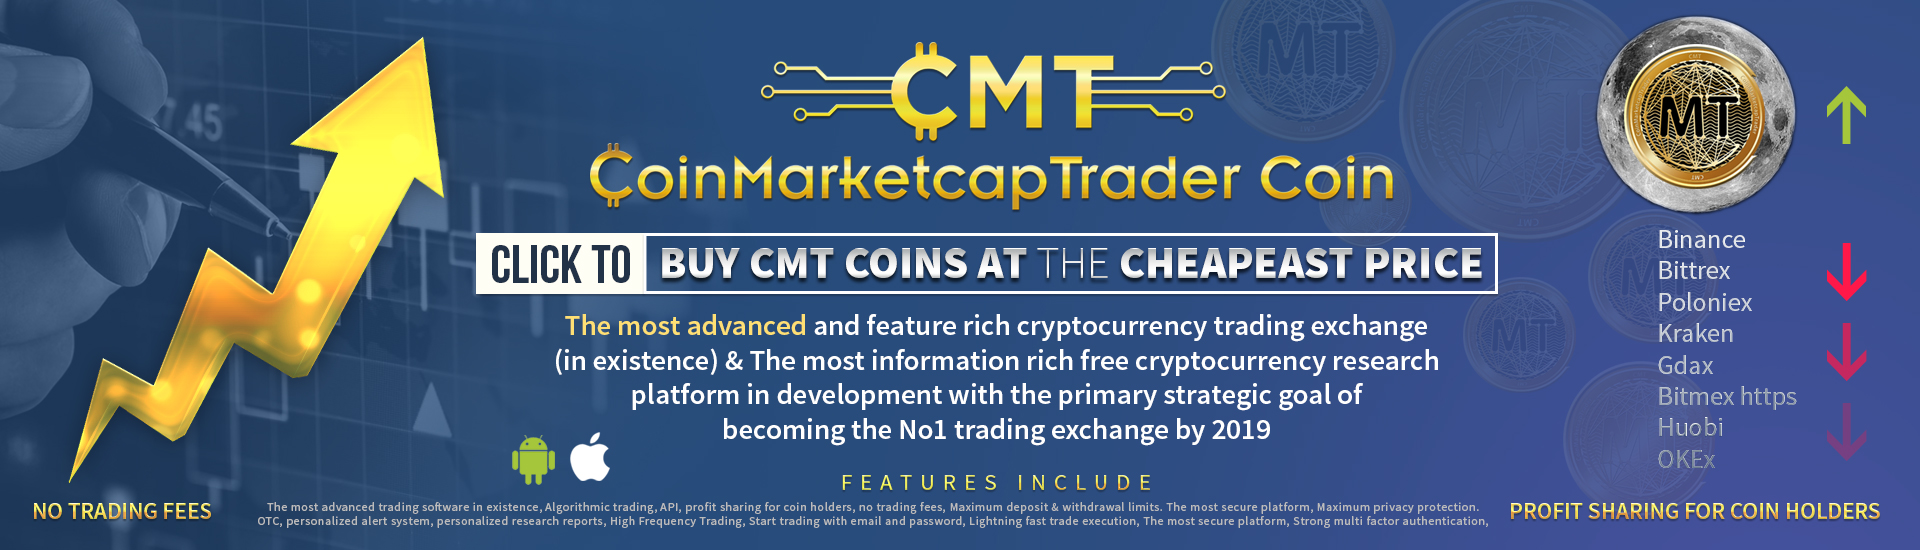 CMT
CoinMarketcapTrader Coin
CLICK TO BUY CMT COINS AT THE CHEAPEAST PRICE
The most advanced and feature rich cryptocurrency trading exchange
(in existence) & The most information rich free cryptocurrency research
platform in development with the primary strategic goal of
becoming the No1 trading exchange by 2019
FEATURES INCLUDE
The most advanced trading software in existence, Algorithmic trading, API, profit sharing for coin holders, no trading fees, Maximum deposit & withdrawal limits. The most secure platform, Maximum privacy protection.
OTC, personalized alert system, personalized research reports, High Frequency Trading, Start trading with email and password, Lightning fast trade execution, The most secure platform, Strong multi factor authentication,
NO TRADING FEES
7.45
MT
MT
MT
MT
MT
Binance
Bittrex
Poloniex
Kraken
Gdax
Bitmex https
Huobi
OKEx
PROFIT SHARING FOR COIN HOLDERS